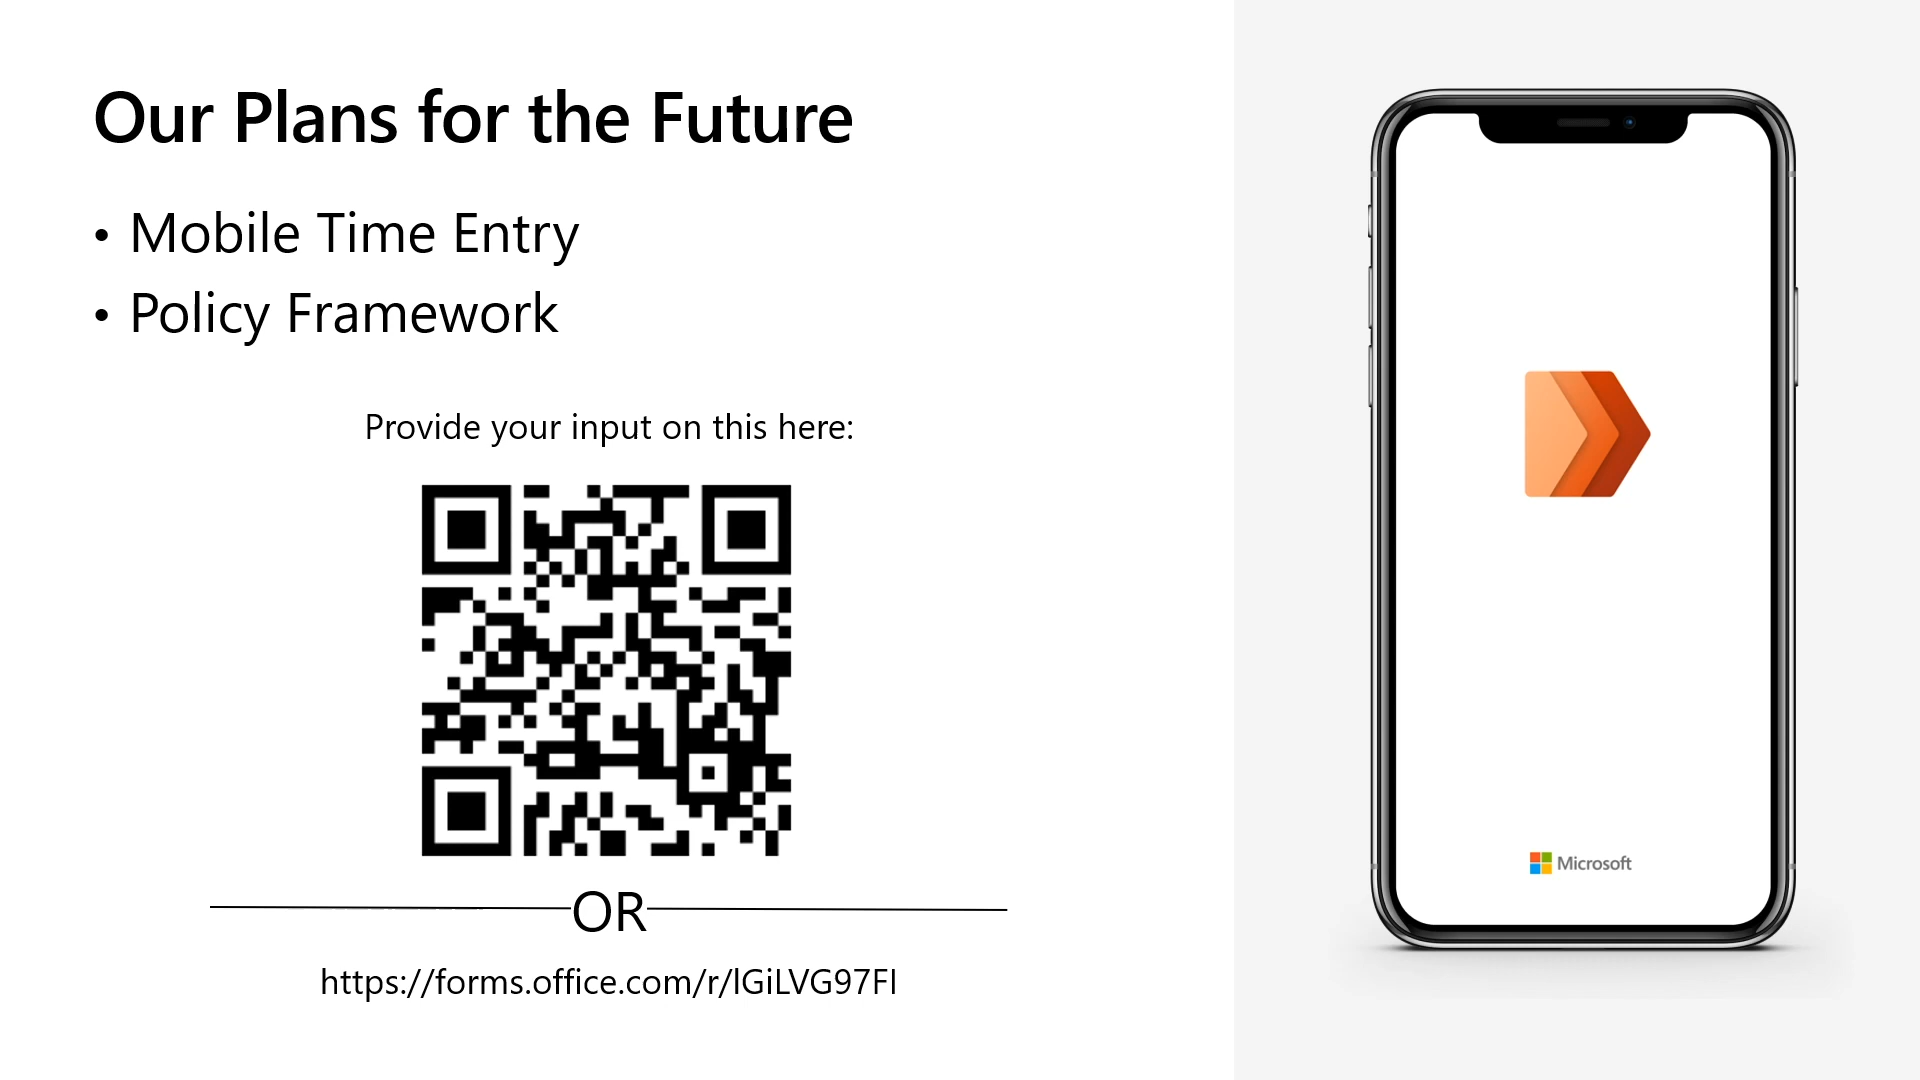 Our Plans for the Future
• Mobile Time Entry
• Policy Framework
Provide your input on this here:
OR
https://forms.office.com/r/lGiLVG97FI
Microsoft